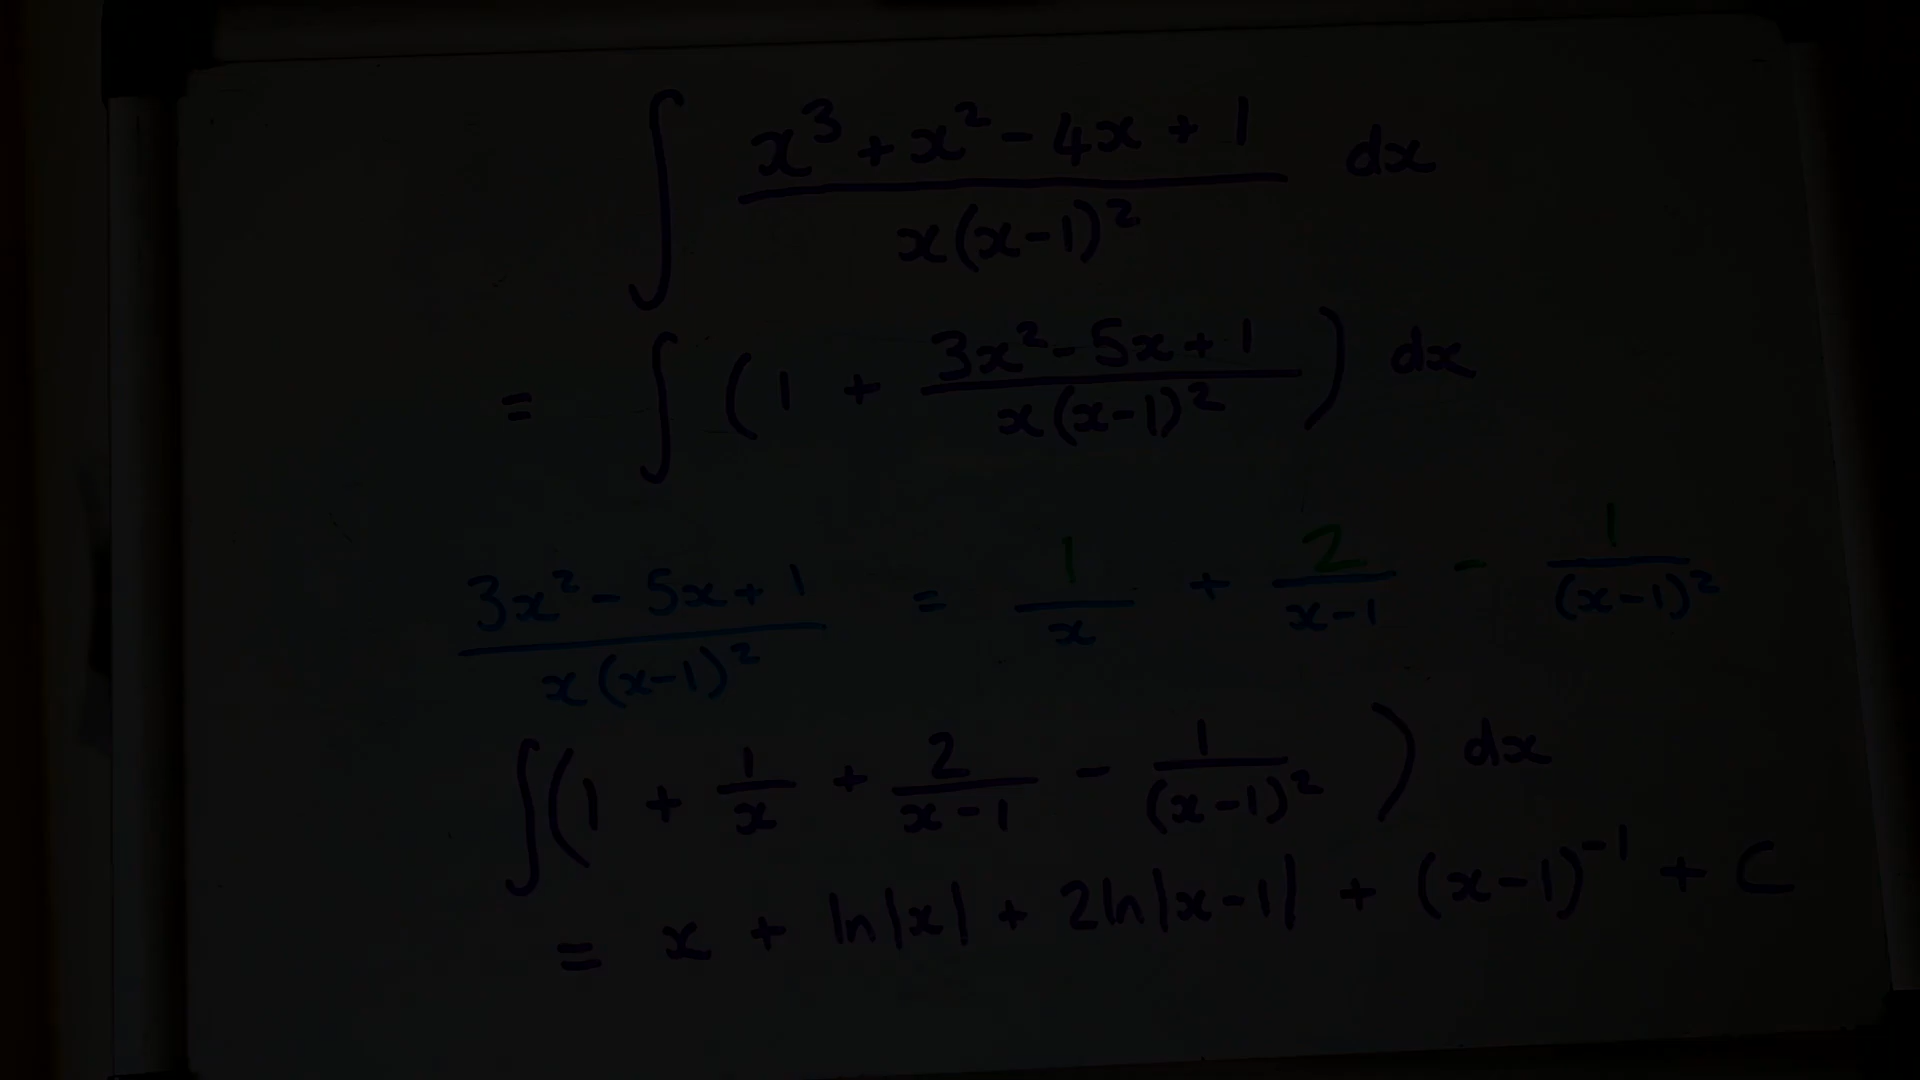 ∫ (x³ + x² - 4x + 1)/(x(x-1)²) dx
= ∫ (1 + (3x² - 5x + 1)/(x(x-1)²)) dx
(3x² - 5x + 1)/(x(x-1)²) = 1/x + 2/(x-1) - 1/(x-1)²
∫(1 + 1/x + 2/(x-1) - 1/(x-1)²) dx
= x + ln|x| + 2ln|x-1| + (x-1)⁻¹ + C